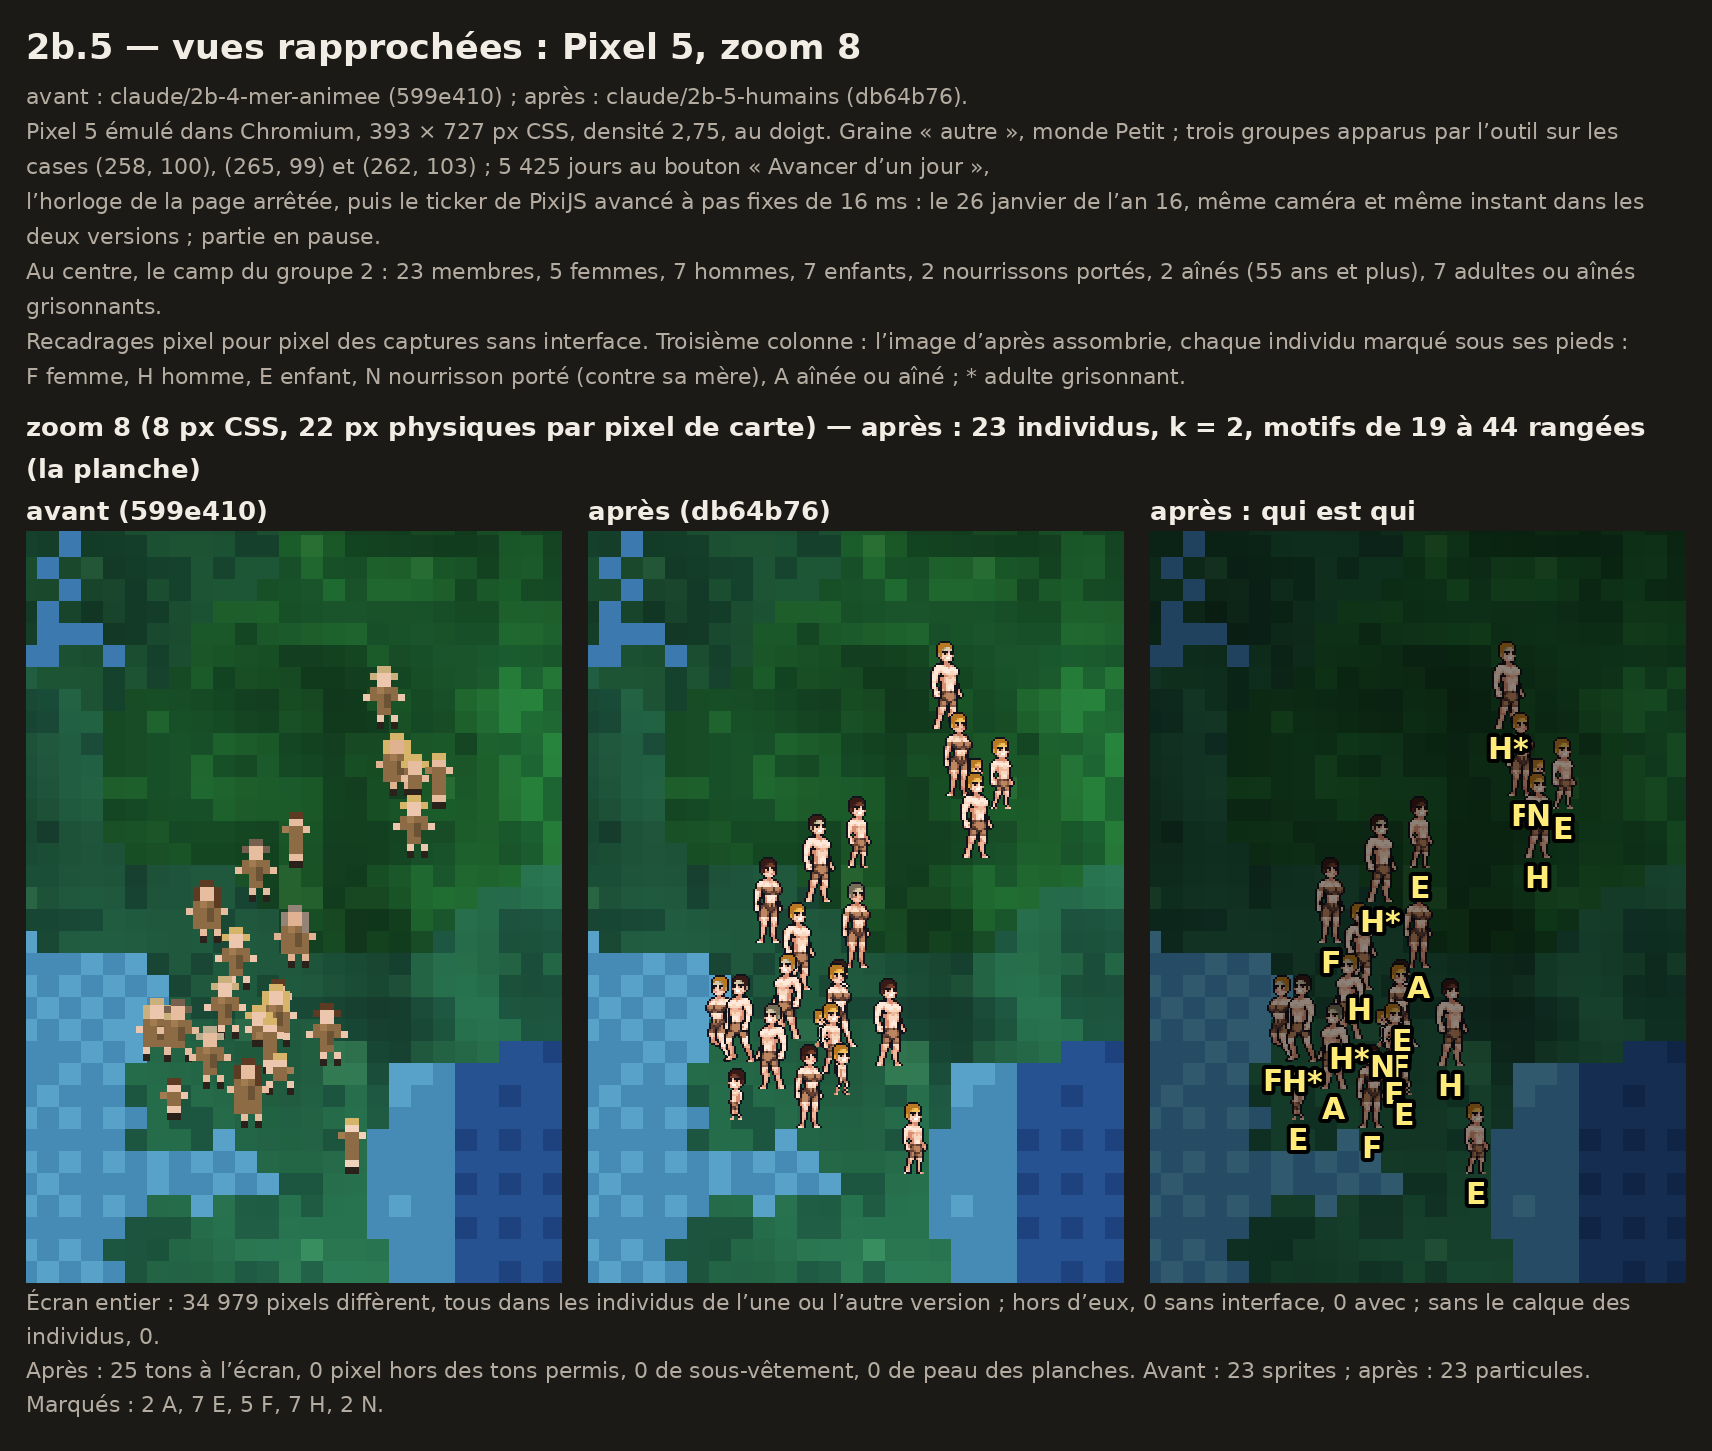 2b.5 — vues rapprochées : Pixel 5, zoom 8
avant : claude/2b-4-mer-animee (599e410) ; après : claude/2b-5-humains (db64b76).
Pixel 5 émulé dans Chromium, 393 × 727 px CSS, densité 2,75, au doigt. Graine « autre », monde Petit ; trois groupes apparus par l’outil sur les
cases (258, 100), (265, 99) et (262, 103) ; 5 425 jours au bouton « Avancer d’un jour »,
l’horloge de la page arrêtée, puis le ticker de PixiJS avancé à pas fixes de 16 ms : le 26 janvier de l’an 16, même caméra et même instant dans les
deux versions ; partie en pause.
Au centre, le camp du groupe 2 : 23 membres, 5 femmes, 7 hommes, 7 enfants, 2 nourrissons portés, 2 aînés (55 ans et plus), 7 adultes ou aînés
grisonnants.
Recadrages pixel pour pixel des captures sans interface. Troisième colonne : l’image d’après assombrie, chaque individu marqué sous ses pieds :
F femme, H homme, E enfant, N nourrisson porté (contre sa mère), A aînée ou aîné ; * adulte grisonnant.
zoom 8 (8 px CSS, 22 px physiques par pixel de carte) — après : 23 individus, k = 2, motifs de 19 à 44 rangées
(la planche)
avant (599e410)
après (db64b76)
après : qui est qui
H*
F
N
E
H
E
H*
F
A
H
E
H*
N
F
F
H*
H
F
A
E
E
F
E
Écran entier : 34 979 pixels diffèrent, tous dans les individus de l’une ou l’autre version ; hors d’eux, 0 sans interface, 0 avec ; sans le calque des
individus, 0.
Après : 25 tons à l’écran, 0 pixel hors des tons permis, 0 de sous-vêtement, 0 de peau des planches. Avant : 23 sprites ; après : 23 particules.
Marqués : 2 A, 7 E, 5 F, 7 H, 2 N.